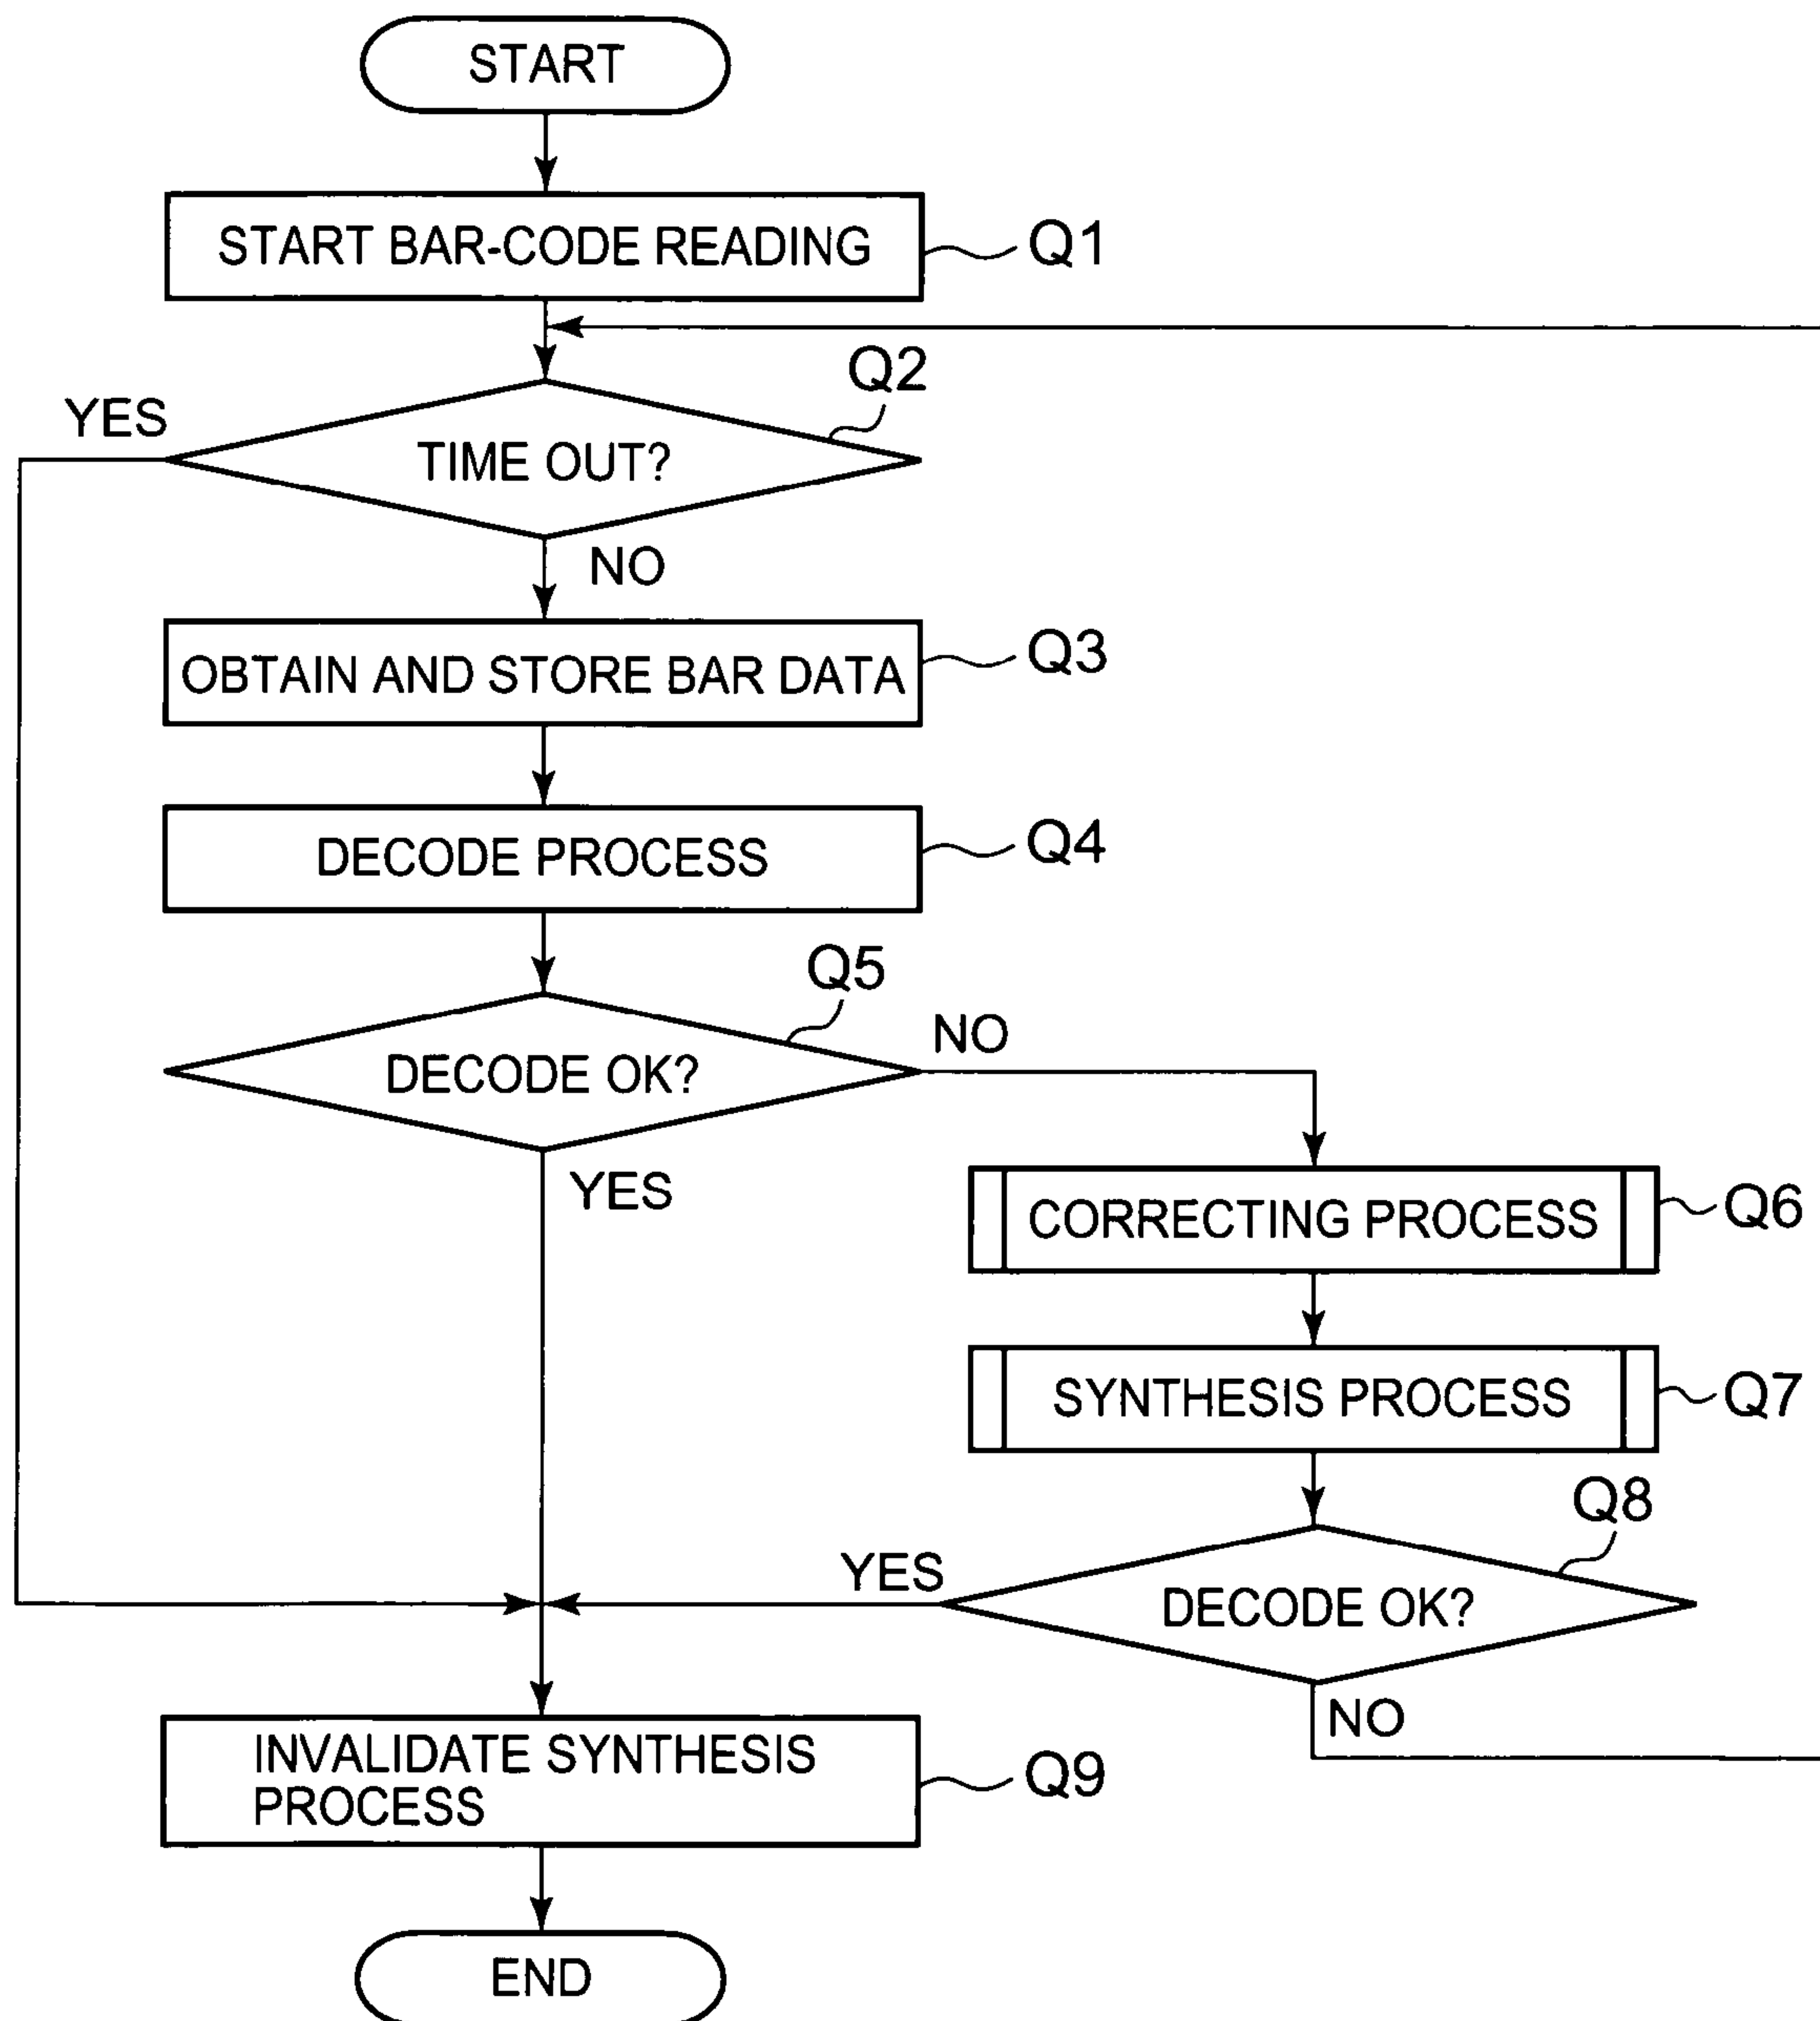 START
START BAR-CODE READING
Q1
Q2
YES
TIME OUT?
NO
Q3
OBTAIN AND STORE BAR DATA
Q4
DECODE PROCESS
Q5
NO
DECODE OK?
YES
CORRECTING PROCESS
Q6
SYNTHESIS PROCESS
Q7
Q8
YES
DECODE OK?
NO
INVALIDATE SYNTHESIS
PROCESS
Q9
END